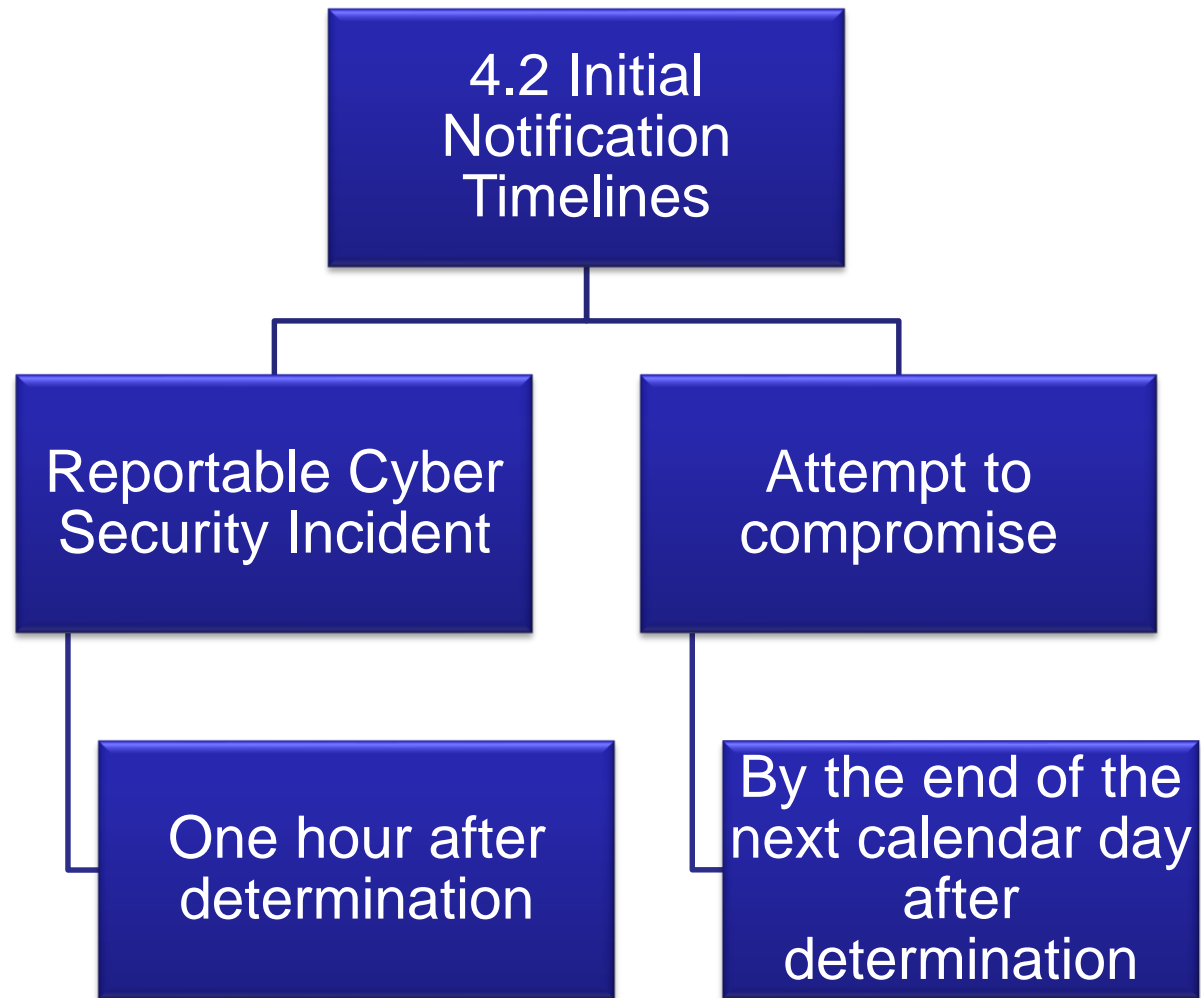 4.2 Initial
Notification
Timelines
Reportable Cyber
Security Incident
One hour after
determination
Attempt to
compromise
By the end of the
next calendar day
after
determination